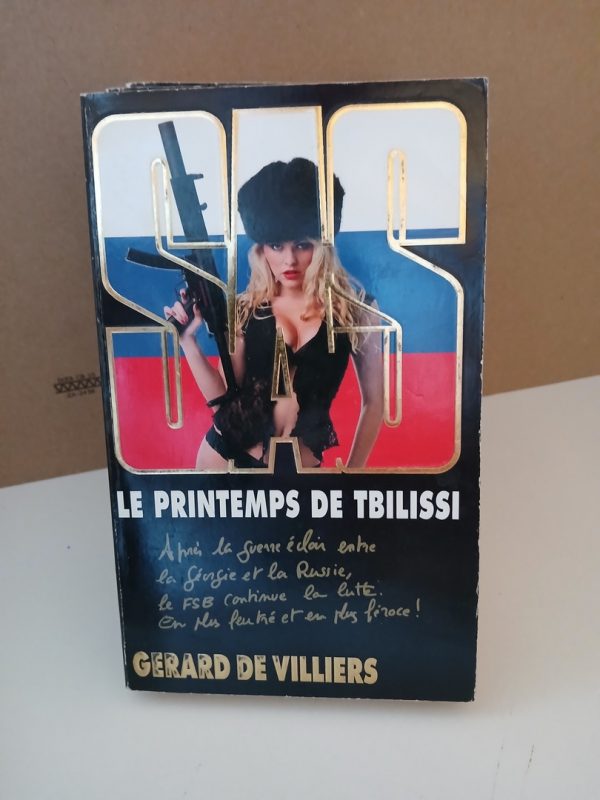 SAS
LE PRINTEMPS DE TBILISSI
Après la guerre éclair entre
la Géorgie et la Russie,
le FSB continue la lutte.
En plus feutré et en plus féroce!
GERARD DE VILLIERS